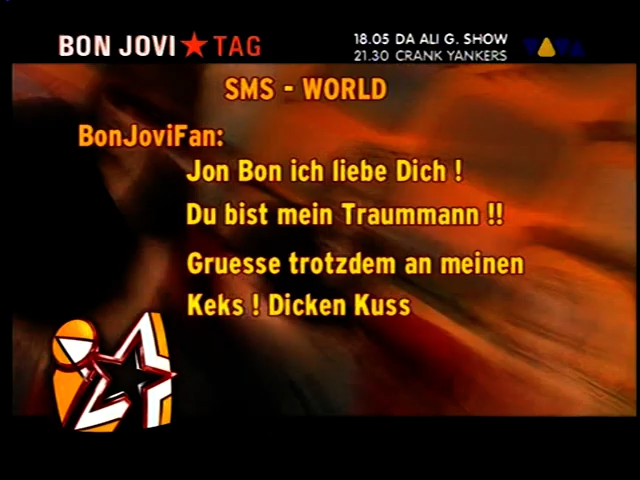 BON JOVI★TAG
18.05 DA ALI G. SHOW
21.30 CRANK YANKERS
VIVA
SMS - WORLD
BonJoviFan:
Jon Bon ich liebe Dich !
Du bist mein Traummann !!
Gruesse trotzdem an meinen
Keks ! Dicken Kuss